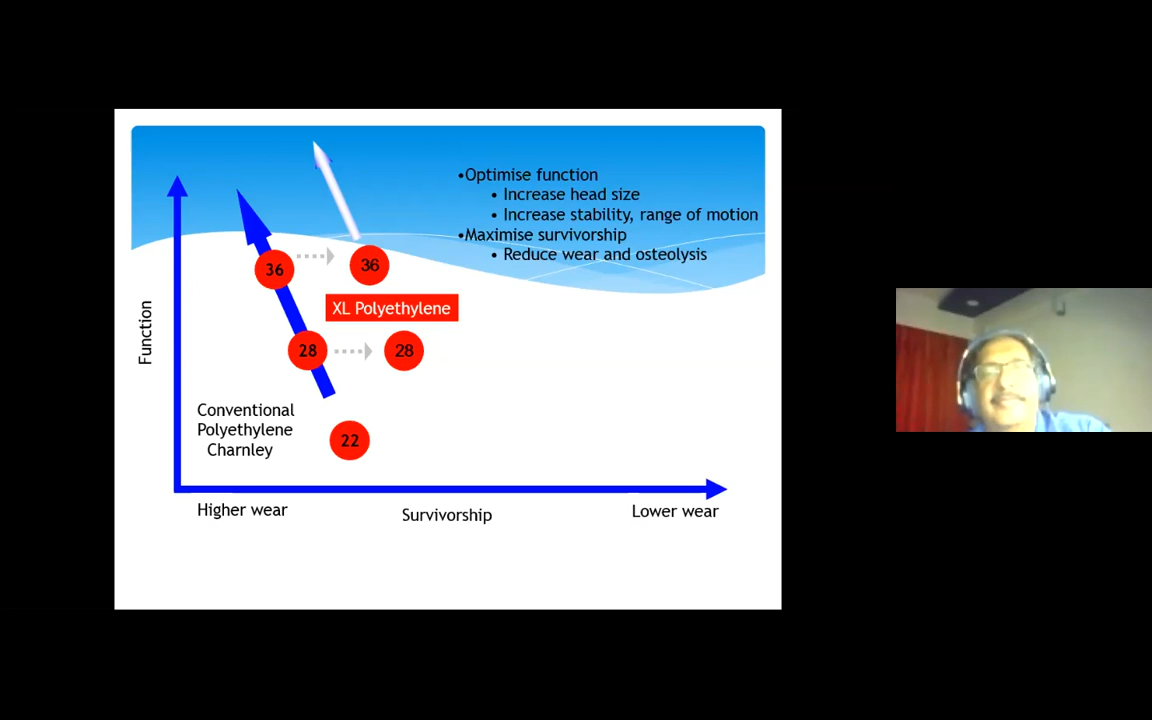 •Optimise function
• Increase head size
• Increase stability, range of motion
•Maximise survivorship
• Reduce wear and osteolysis
36
36
XL Polyethylene
28
28
Function
Conventional
Polyethylene
Charnley
22
Higher wear
Survivorship
Lower wear